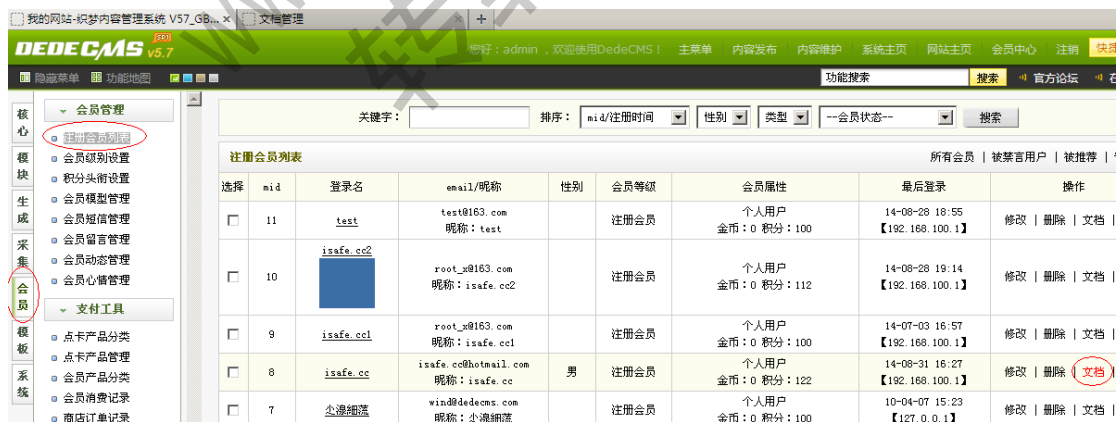 我的网站-织梦内容管理系统 V57_GB... × 文档管理 × +
DEDECMS v5.7 SP1
您好：admin ，欢迎使用DedeCMS！ 主菜单 内容发布 内容维护 系统主页 网站主页 会员中心 注销 快捷
隐藏菜单 功能地图 功能搜索 搜索 官方论坛
核心
模块
生成
采集
会员
模板
系统
会员管理
注册会员列表
会员级别设置
积分头衔设置
会员模型管理
会员短信管理
会员留言管理
会员动态管理
会员心情管理
支付工具
点卡产品分类
点卡产品管理
会员产品分类
会员消费记录
商店订单记录
关键字： 排序： mid/注册时间 性别 类型 --会员状态-- 搜索
注册会员列表 所有会员 | 被禁言用户 | 被推荐 |
选择 mid 登录名 email/昵称 性别 会员等级 会员属性 最后登录 操作
11 test test@163.com 昵称：test 注册会员 个人用户 金币：0 积分：100 14-08-28 18:55 【192.168.100.1】 修改 | 删除 | 文档 |
10 isafe.cc2 root_x@163.com 昵称：isafe.cc2 注册会员 个人用户 金币：0 积分：112 14-08-28 19:14 【192.168.100.1】 修改 | 删除 | 文档 |
9 isafe.cc1 root_x@163.com 昵称：isafe.cc1 注册会员 个人用户 金币：0 积分：100 14-07-03 16:57 【192.168.100.1】 修改 | 删除 | 文档 |
8 isafe.cc isafe.cc@hotmail.com 昵称：isafe.cc 男 注册会员 个人用户 金币：0 积分：122 14-08-31 16:27 【192.168.100.1】 修改 | 删除 | 文档 |
7 wind@dedecms.com 昵称： 注册会员 个人用户 金币：0 积分：100 10-04-07 15:23 【127.0.0.1】 修改 | 删除 | 文档 |